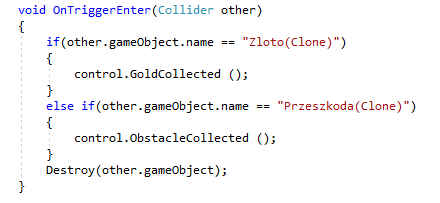 void OnTriggerEnter(Collider other)
{
if(other.gameObject.name == "Zloto(Clone)")
{
control.GoldCollected ();
}
else if(other.gameObject.name == "Przeszkoda(Clone)")
{
control.ObstacleCollected ();
}
Destroy(other.gameObject);
}